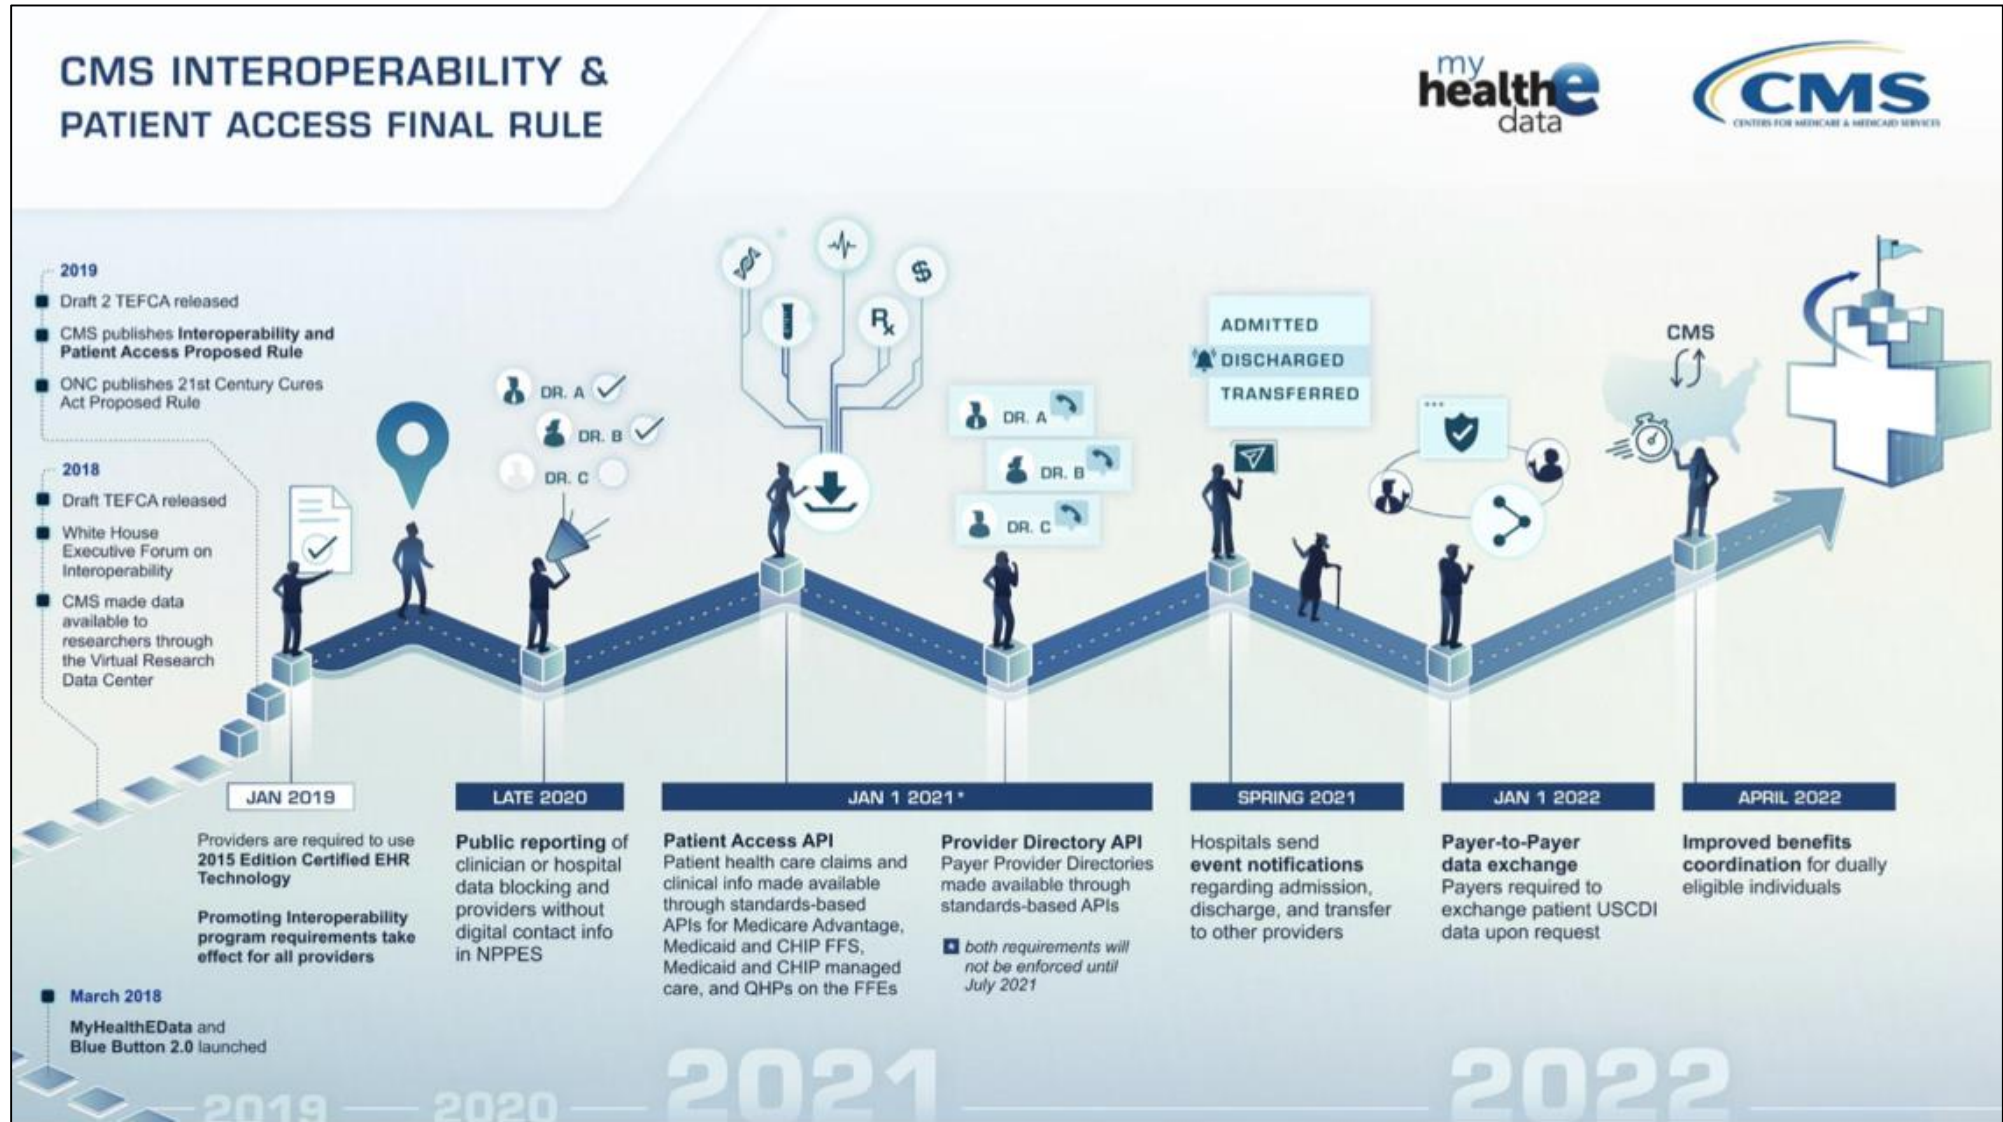 CMS INTEROPERABILITY &
PATIENT ACCESS FINAL RULE
my
healthe
data
CMS
CENTERS FOR MEDICARE & MEDICAID SERVICES
2019
Draft 2 TEFCA released
CMS publishes Interoperability and
Patient Access Proposed Rule
ONC publishes 21st Century Cures
Act Proposed Rule
2018
Draft TEFCA released
White House
Executive Forum on
Interoperability
CMS made data
available to
researchers through
the Virtual Research
Data Center
DR. A
DR. B
DR. C
$
Rx
DR. A
DR. B
DR. C
ADMITTED
DISCHARGED
TRANSFERRED
CMS
JAN 2019
Providers are required to use
2015 Edition Certified EHR
Technology
Promoting Interoperability
program requirements take
effect for all providers
LATE 2020
Public reporting of
clinician or hospital
data blocking and
providers without
digital contact info
in NPPES
JAN 1 2021*
Patient Access API
Patient health care claims and
clinical info made available
through standards-based
APIs for Medicare Advantage,
Medicaid and CHIP FFS,
Medicaid and CHIP managed
care, and QHPs on the FFEs
Provider Directory API
Payer Provider Directories
made available through
standards-based APIs
* both requirements will
not be enforced until
July 2021
SPRING 2021
Hospitals send
event notifications
regarding admission,
discharge, and transfer
to other providers
JAN 1 2022
Payer-to-Payer
data exchange
Payers required to
exchange patient USCDI
data upon request
APRIL 2022
Improved benefits
coordination for dually
eligible individuals
March 2018
MyHealthEData and
Blue Button 2.0 launched
2019
2020
2021
2022